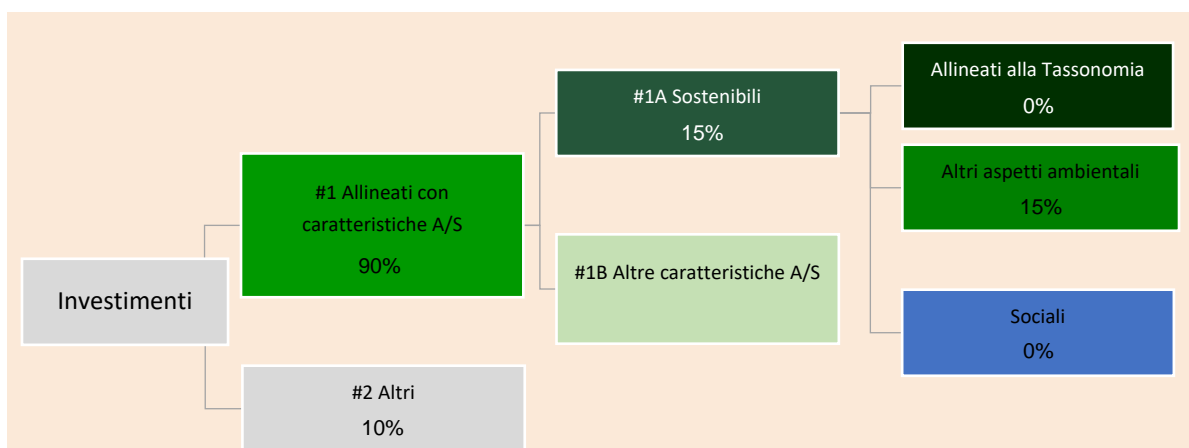 Investimenti
#1 Allineati con
caratteristiche A/S
90%
#2 Altri
10%
#1A Sostenibili
15%
#1B Altre caratteristiche A/S
Allineati alla Tassonomia
0%
Altri aspetti ambientali
15%
Sociali
0%